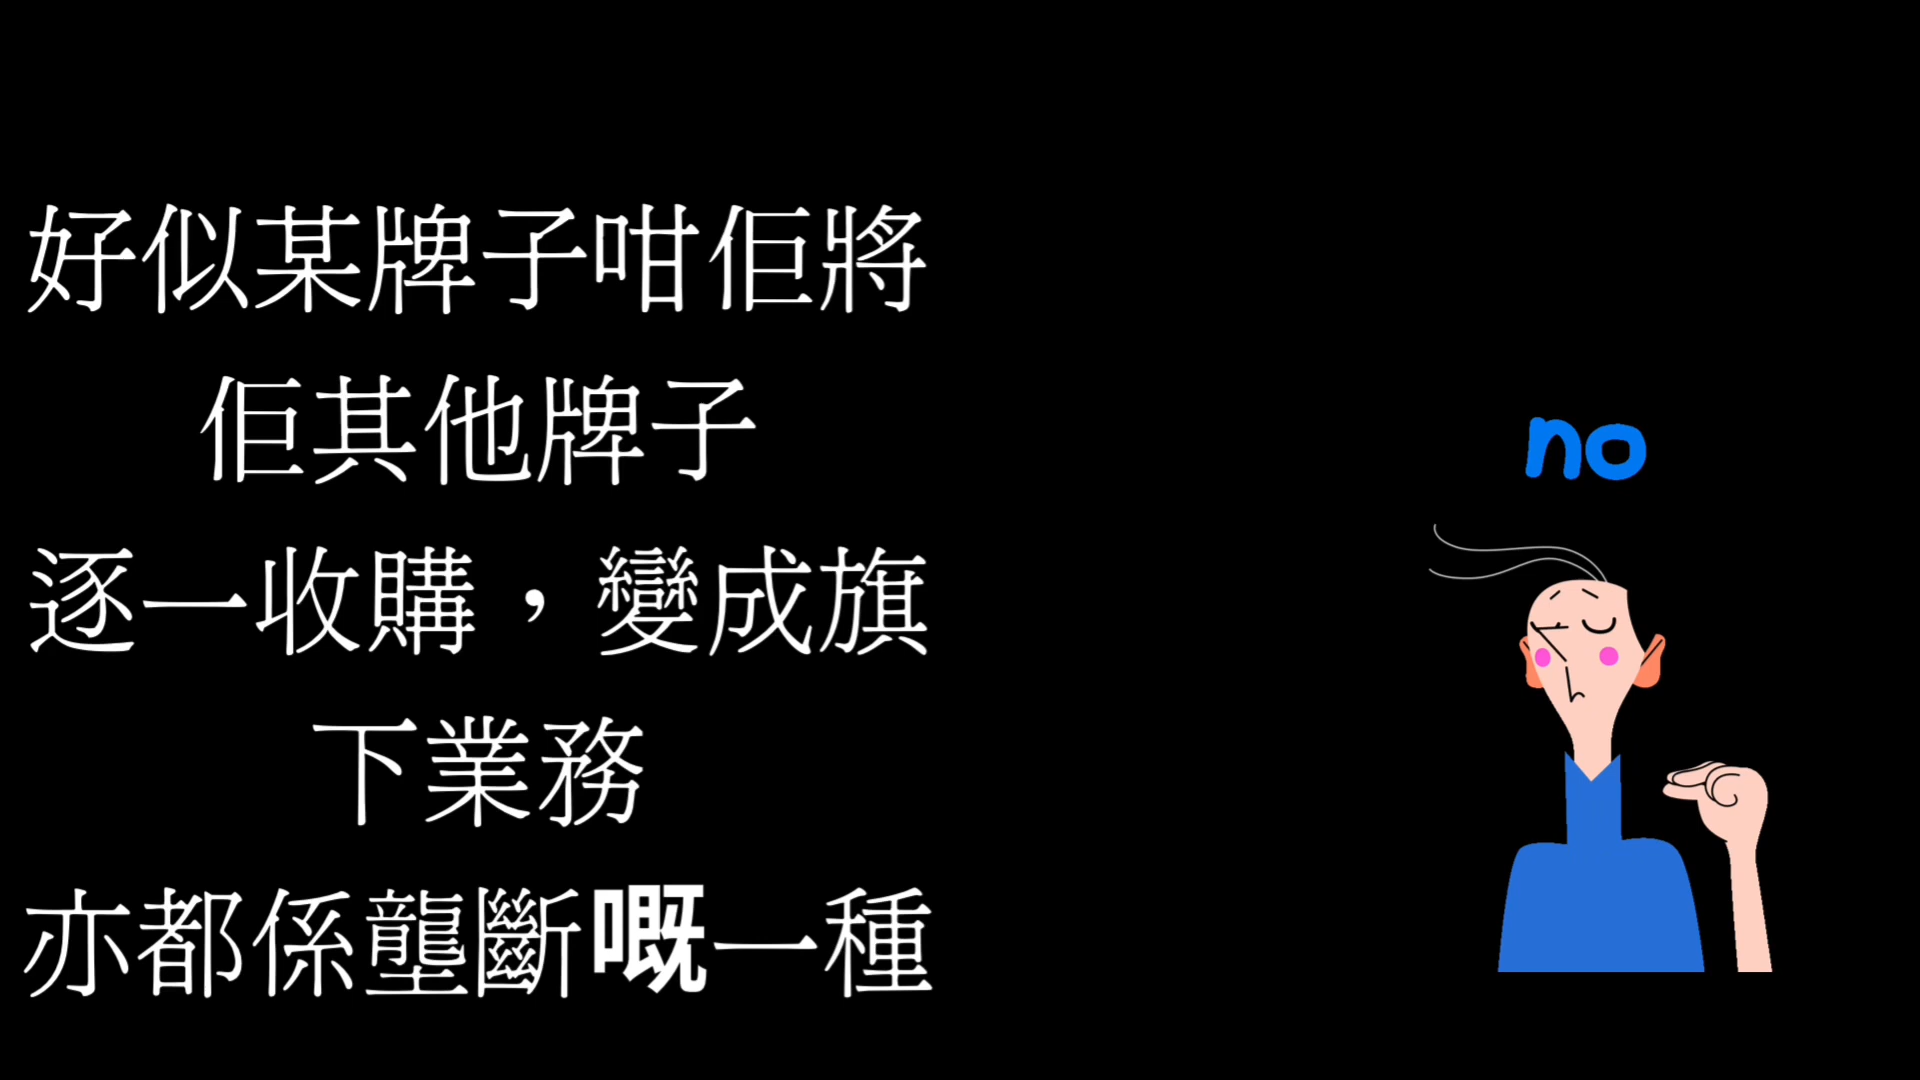 好似某牌子咁佢將
佢其他牌子
逐一收購，變成旗
下業務
亦都係壟斷嘅一種
no